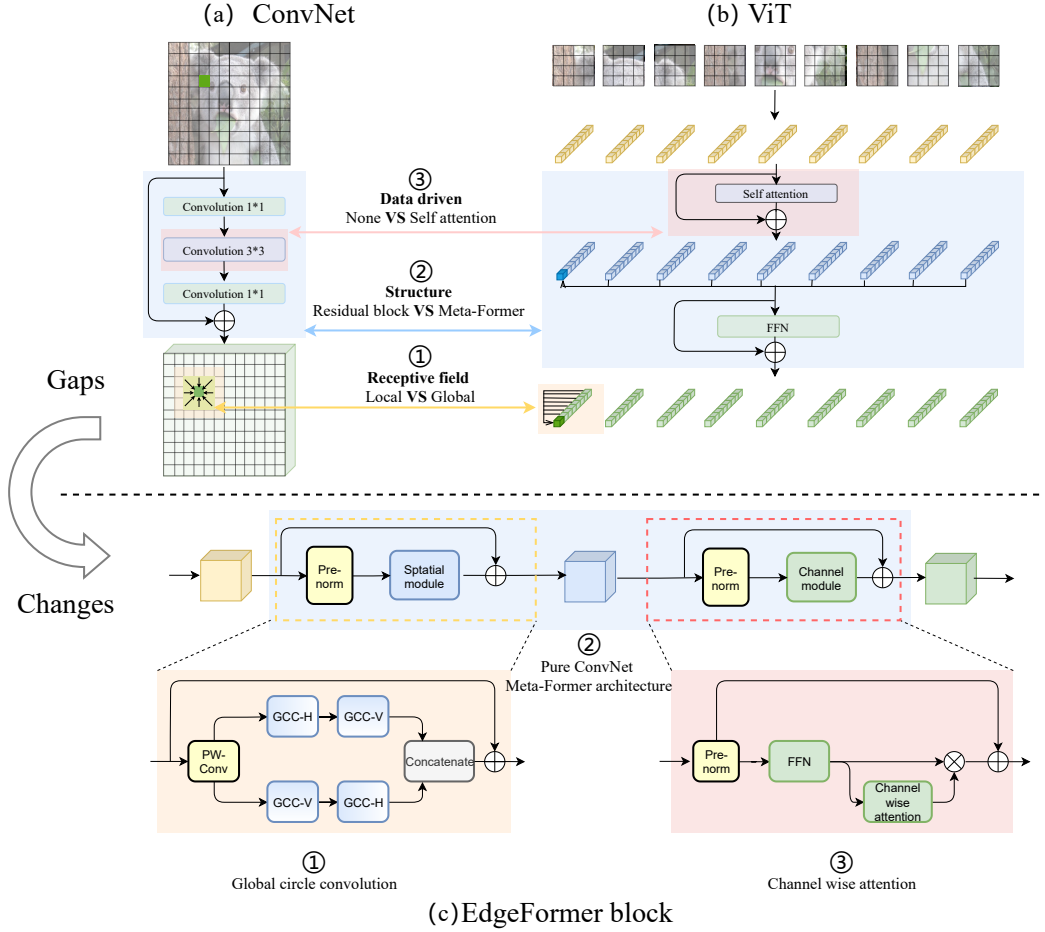 (a) ConvNet
(b) ViT
③
Data driven
None VS Self attention
Convolution 1*1
Convolution 3*3
Convolution 1*1
Self attention
②
Structure
Residual block VS Meta-Former
FFN
①
Receptive field
Local VS Global
Gaps
Changes
Pre-
norm
Sptatial
module
Pre-
norm
Channel
module
②
Pure ConvNet
Meta-Former architecture
PW-
Conv
GCC-H
GCC-V
GCC-V
GCC-H
Concatenate
Pre-
norm
FFN
Channel
wise
attention
①
Global circle convolution
③
Channel wise attention
(c) EdgeFormer block